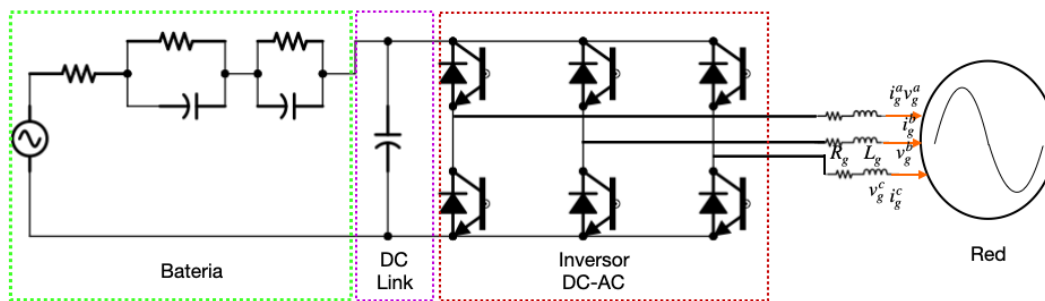 Bateria
DC
Link
Inversor
DC-AC
i_g^a v_g^a
i_g^b
R_g L_g v_g^b
v_g^c i_g^c
Red